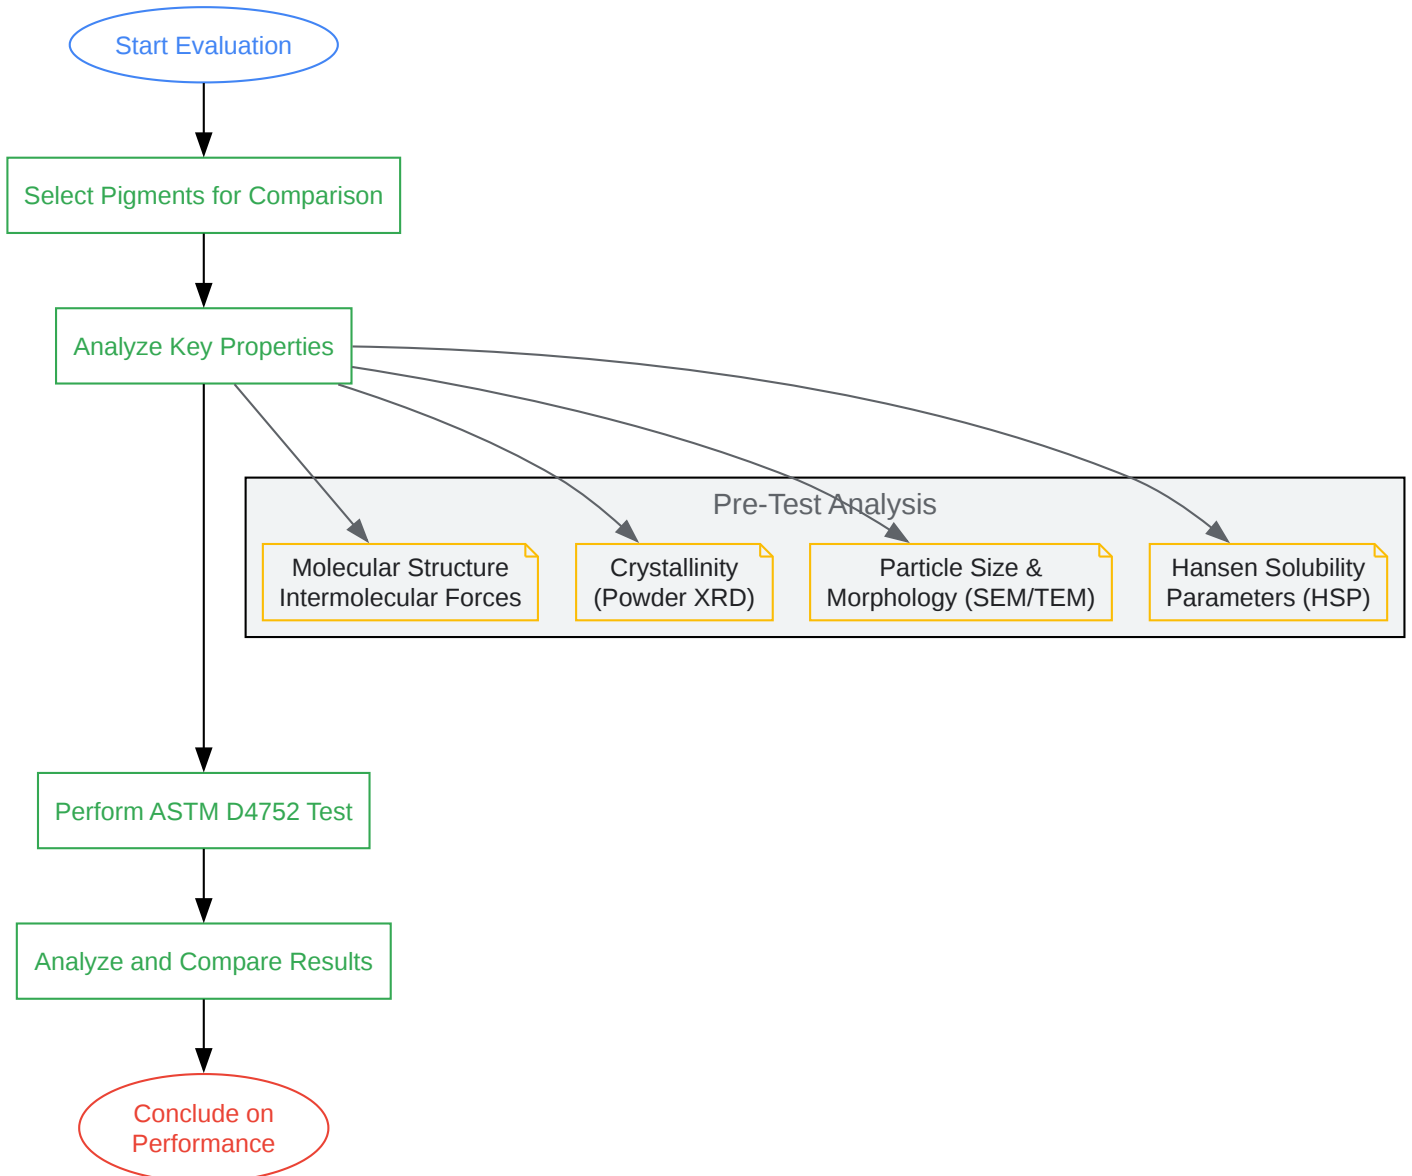 Start Evaluation
Select Pigments for Comparison
Analyze Key Properties
Pre-Test Analysis
Molecular Structure
Intermolecular Forces
Crystallinity
(Powder XRD)
Particle Size &
Morphology (SEM/TEM)
Hansen Solubility
Parameters (HSP)
Perform ASTM D4752 Test
Analyze and Compare Results
Conclude on
Performance